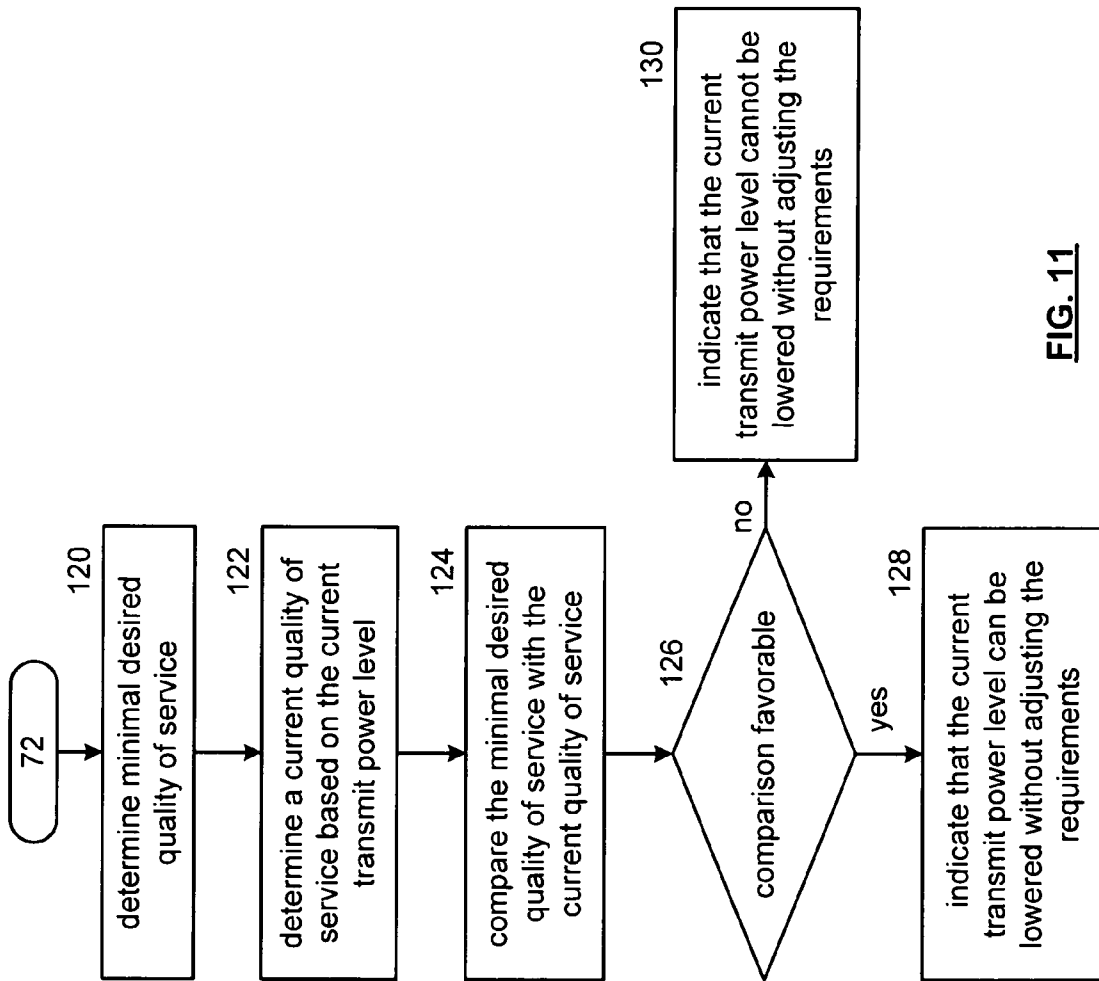 72
120
determine minimal desired
quality of service
122
determine a current quality of
service based on the current
transmit power level
124
compare the minimal desired
quality of service with the
current quality of service
126
comparison favorable
no
130
indicate that the current
transmit power level cannot be
lowered without adjusting the
requirements
yes
128
indicate that the current
transmit power level can be
lowered without adjusting the
requirements
FIG. 11